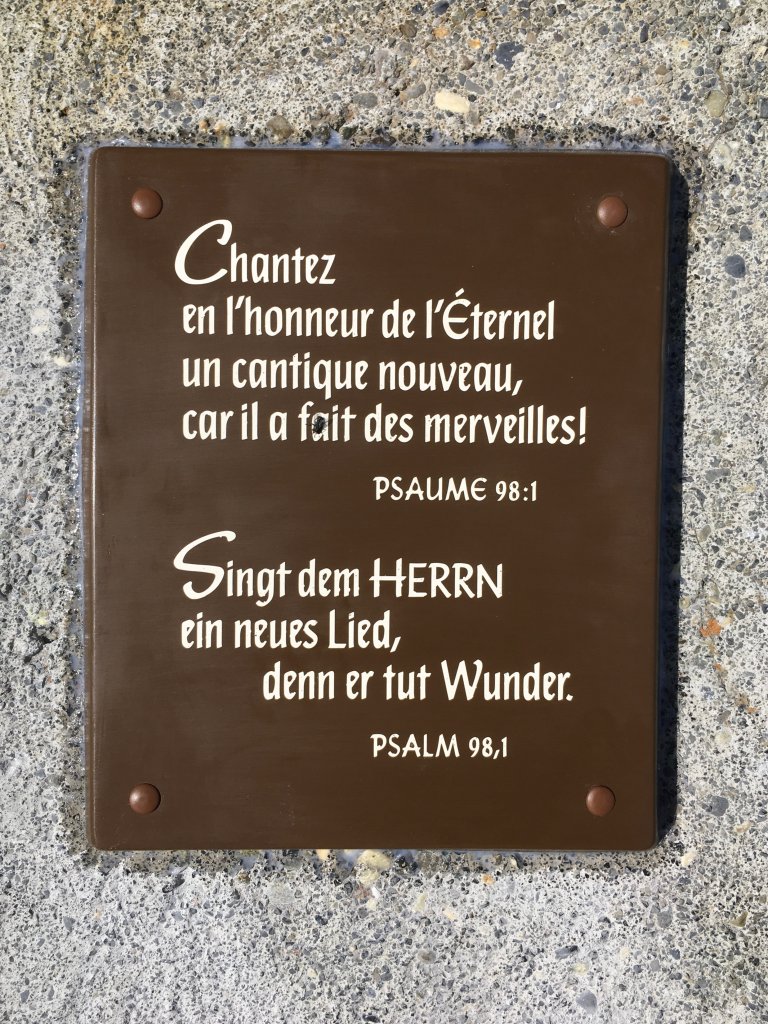 Chantez
en l'honneur de l'Éternel
un cantique nouveau,
car il a fait des merveilles!
PSAUME 98:1
Singt dem HERRN
ein neues Lied,
denn er tut Wunder.
PSALM 98,1